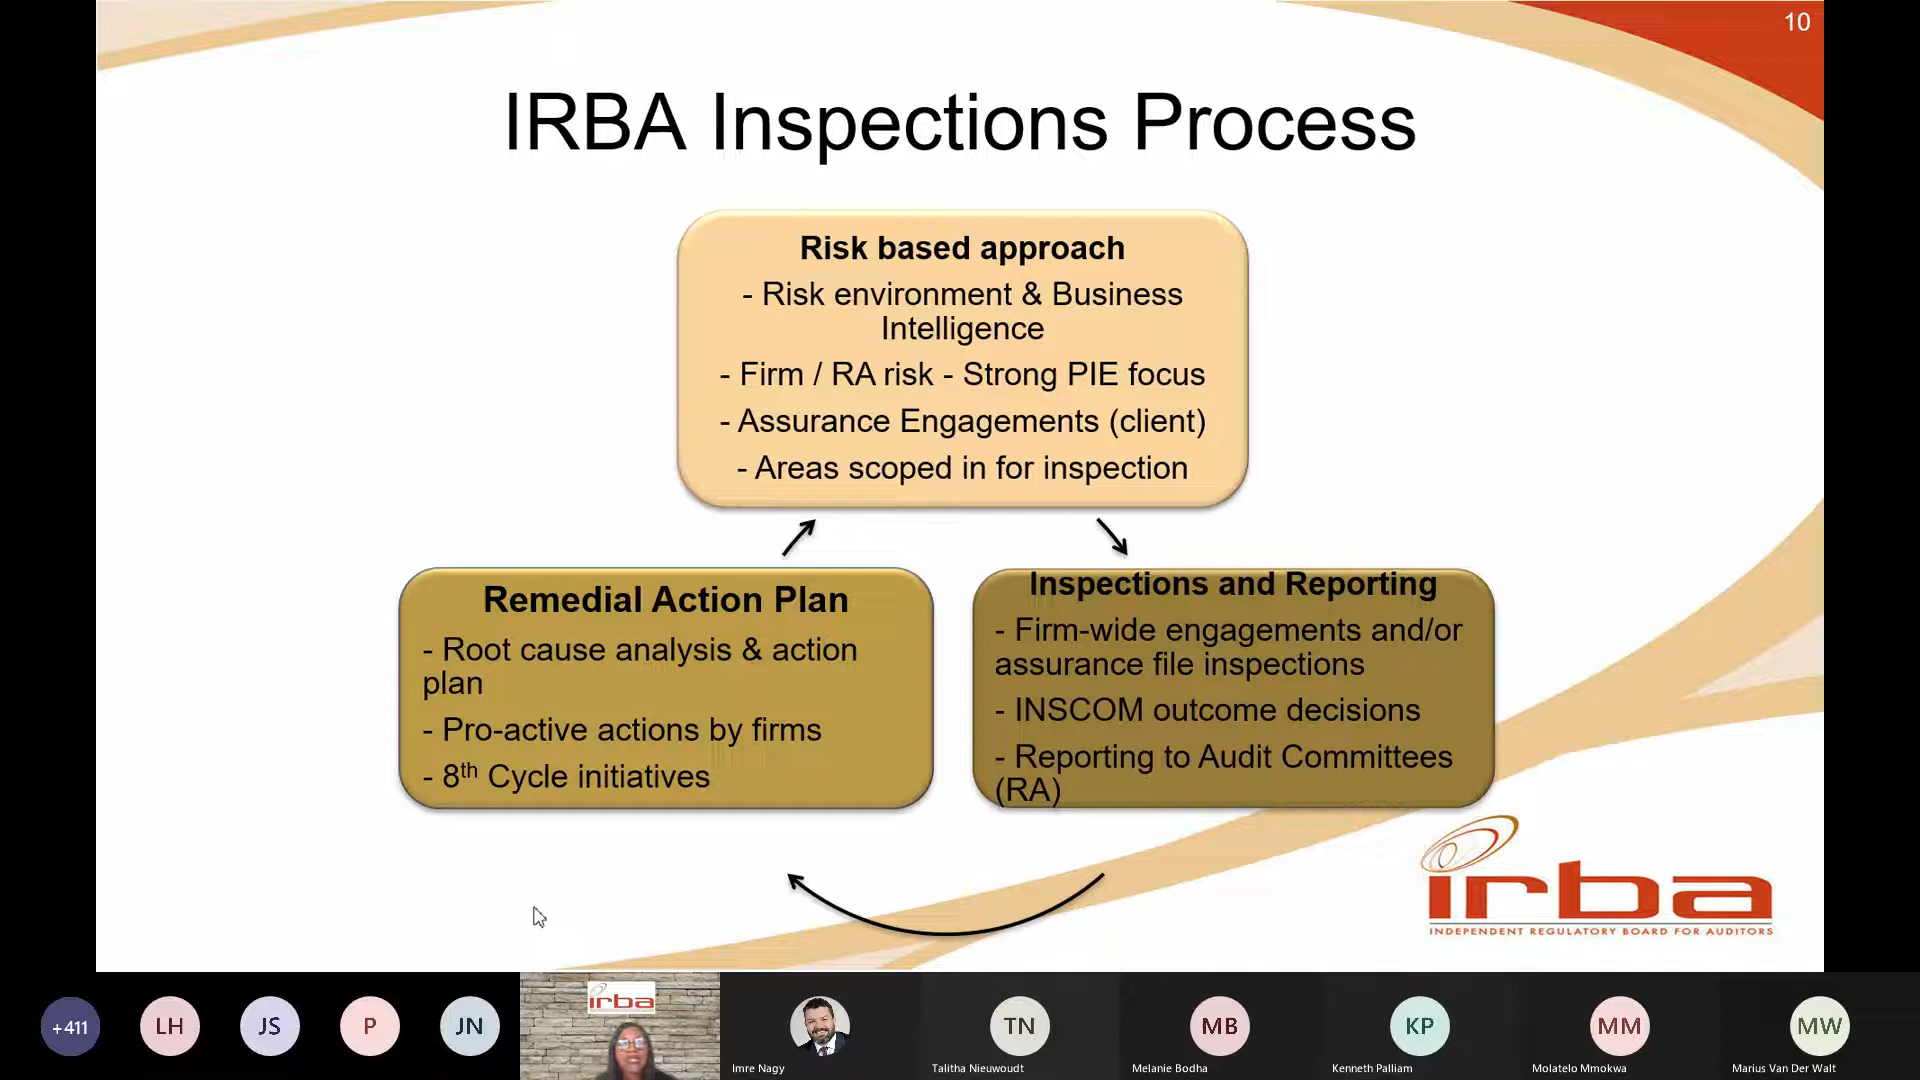 10
IRBA Inspections Process
Risk based approach
- Risk environment & Business
Intelligence
- Firm / RA risk - Strong PIE focus
- Assurance Engagements (client)
- Areas scoped in for inspection
Remedial Action Plan
- Root cause analysis & action
plan
- Pro-active actions by firms
- 8th Cycle initiatives
Inspections and Reporting
- Firm-wide engagements and/or
assurance file inspections
- INSCOM outcome decisions
- Reporting to Audit Committees
(RA)
irba
INDEPENDENT REGULATORY BOARD FOR AUDITORS
+411
LH
JS
P
JN
irba
Imre Nagy
TN
Talitha Nieuwoudt
MB
Melanie Bodha
KP
Kenneth Palliam
MM
Molatelo Mmokwa
MW
Marius Van Der Walt